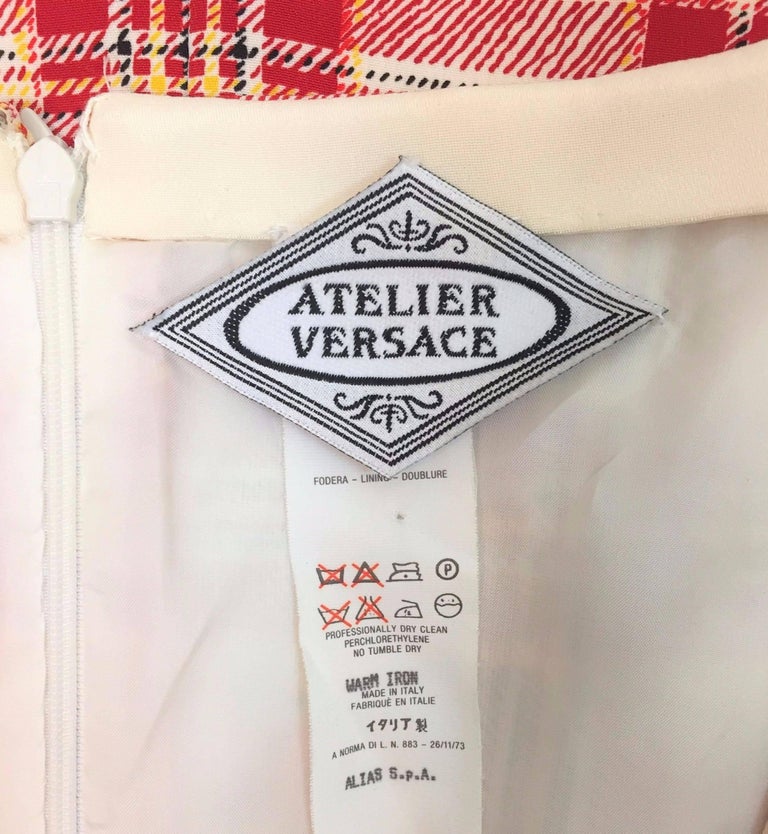 ATELIER
VERSACE
FODERA - LINING - DOUBLURE
P
PROFESSIONALLY DRY CLEAN
PERCHLORETHYLENE
NO TUMBLE DRY
WARM IRON
MADE IN ITALY
FABRIQUÉ EN ITALIE
イタリア製
A NORMA DI L. N. 883 - 26/11/73
ALIAS S.p.A.